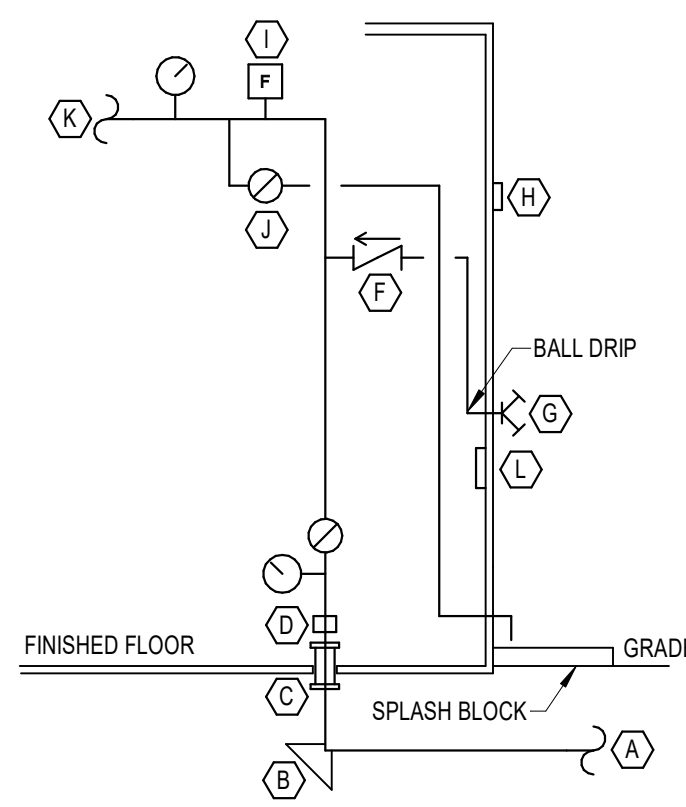 I
F
K
H
J
F
BALL DRIP
G
L
D
FINISHED FLOOR
GRADI
C
SPLASH BLOCK
A
B